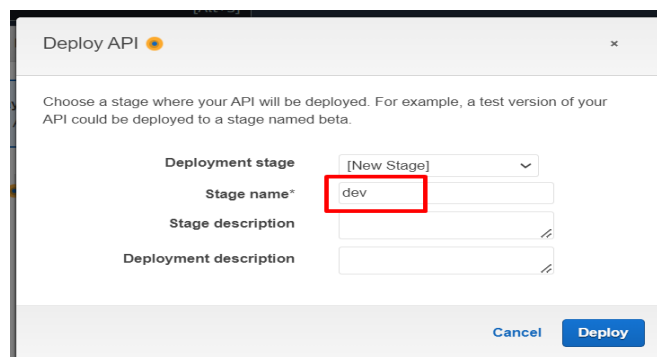 Deploy API
×
Choose a stage where your API will be deployed. For example, a test version of your
API could be deployed to a stage named beta.
Deployment stage [New Stage]
Stage name* dev
Stage description
Deployment description
Cancel Deploy